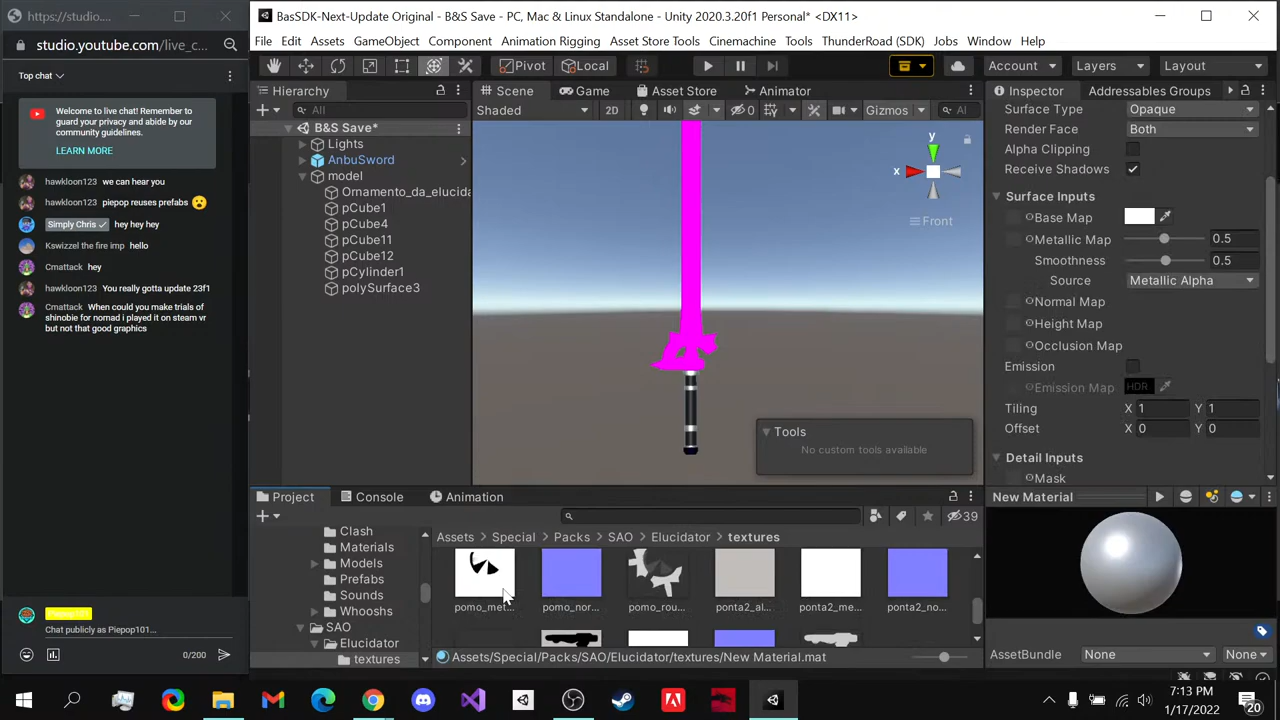 https://studio.
studio.youtube.com/live_c...
Top chat
Welcome to live chat! Remember to
guard your privacy and abide by our
community guidelines.
LEARN MORE
hawkloon123 we can hear you
hawkloon123 piepop reuses prefabs 😮
Simply Chris ✓ hey hey hey
Kswizzel the fire imp hello
Cmattack hey
hawkloon123 You really gotta update 23f1
Cmattack When could you make trials of
shinobie for nomad i played it on steam vr
but not that good graphics
Piepop101
Chat publicly as Piepop101...
0/200
BasSDK-Next-Update Original - B&S Save - PC, Mac & Linux Standalone - Unity 2020.3.20f1 Personal* <DX11>
File Edit Assets GameObject Component Animation Rigging Asset Store Tools Cinemachine Tools ThunderRoad (SDK) Jobs Window Help
Pivot Local Account Layers Layout
Hierarchy
All
B&S Save*
Lights
AnbuSword
model
Ornamento_da_elucida
pCube1
pCube4
pCube11
pCube12
pCylinder1
polySurface3
Scene Game Asset Store Animator
Shaded 2D 0 Gizmos Al
y
x
Front
Tools
No custom tools available
Inspector Addressables Groups
Surface Type Opaque
Render Face Both
Alpha Clipping
Receive Shadows
Surface Inputs
Base Map
Metallic Map 0.5
Smoothness 0.5
Source Metallic Alpha
Normal Map
Height Map
Occlusion Map
Emission
Emission Map HDR
Tiling X 1 Y 1
Offset X 0 Y 0
Detail Inputs
Mask
New Material
AssetBundle None None
Project Console Animation
39
Clash
Materials
Models
Prefabs
Sounds
Whooshs
SAO
Elucidator
textures
Assets > Special > Packs > SAO > Elucidator > textures
pomo_met... pomo_nor... pomo_rou... ponta2_al... ponta2_me... ponta2_no...
Assets/Special/Packs/SAO/Elucidator/textures/New Material.mat
7:13 PM
1/17/2022
20